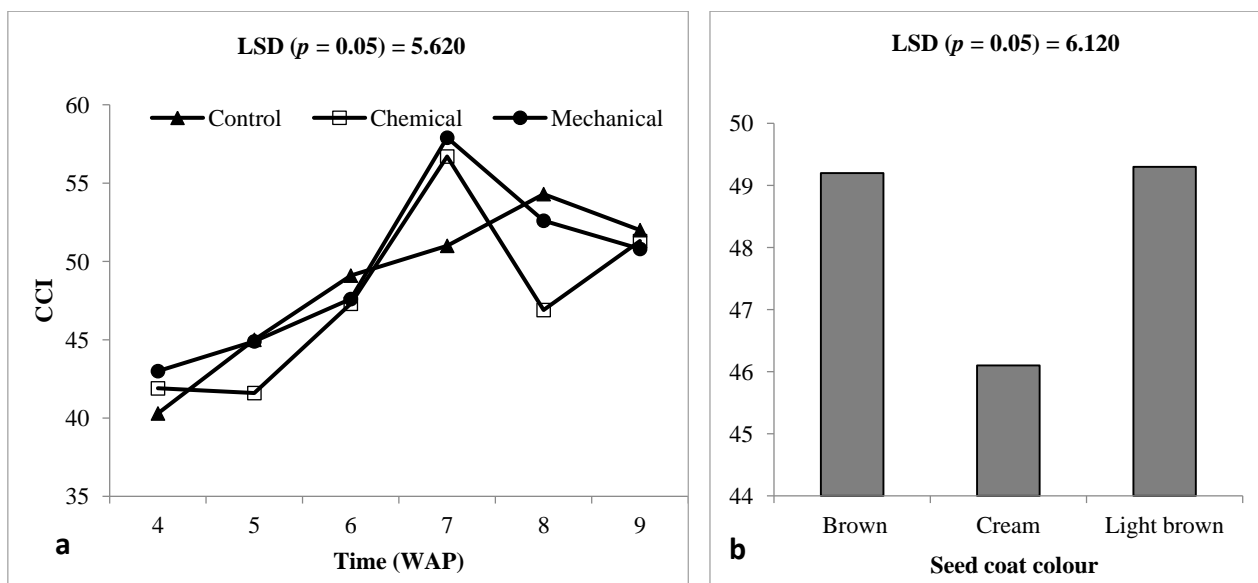 LSD (p = 0.05) = 5.620
Control Chemical Mechanical
60
55
50
45
40
35
CCI
4 5 6 7 8 9
Time (WAP)
a
LSD (p = 0.05) = 6.120
50
49
48
47
46
45
44
Brown Cream Light brown
Seed coat colour
b